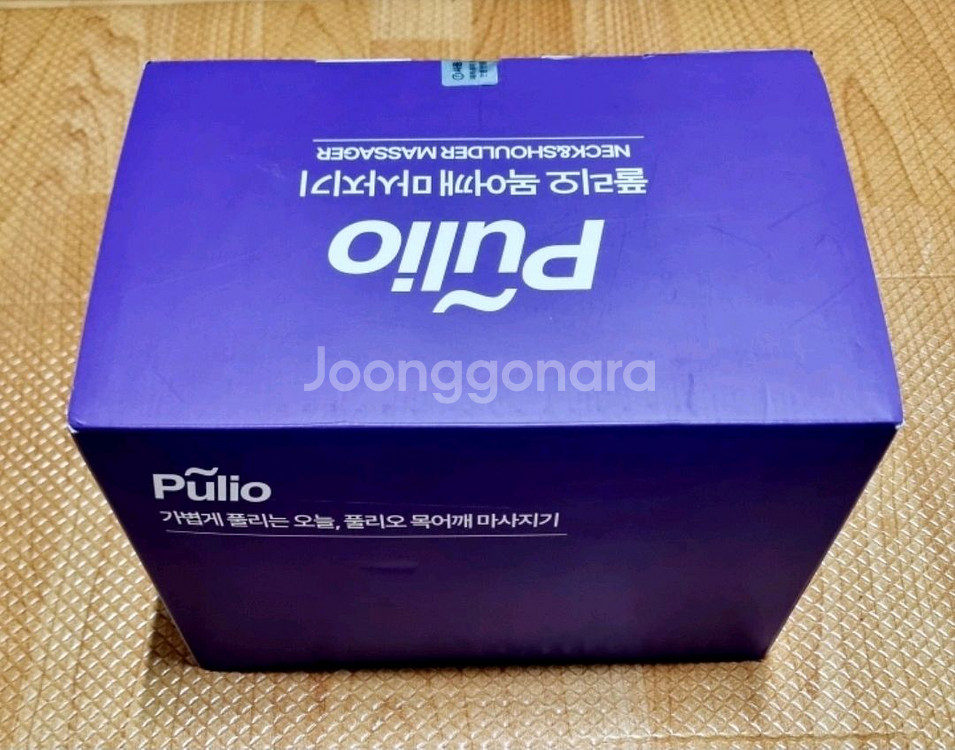 Pulio
풀리오 목어깨 마사지기
NECK&SHOULDER MASSAGER
Joonggonara
Pũlio
가볍게 풀리는 오늘, 풀리오 목어깨 마사지기